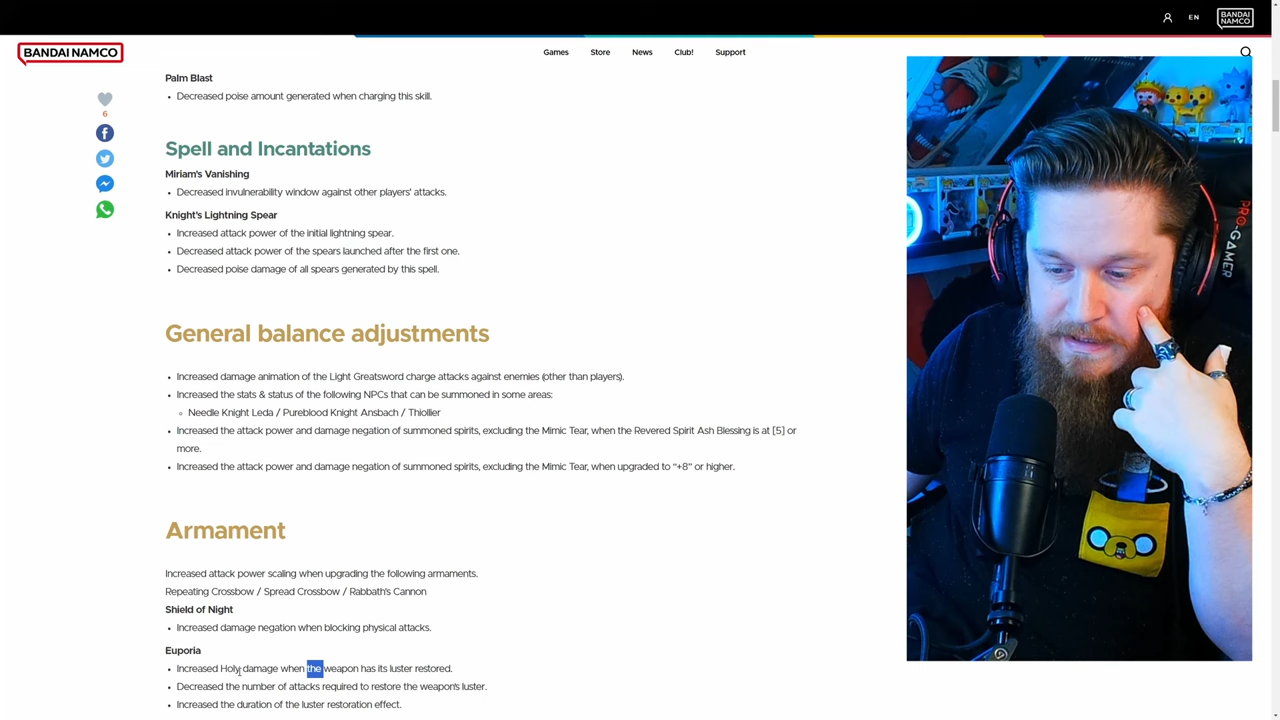 EN
BANDAI NAMCO
BANDAI NAMCO
Games Store News Club! Support
Palm Blast
• Decreased poise amount generated when charging this skill.
6
Spell and Incantations
Miriam's Vanishing
• Decreased invulnerability window against other players' attacks.
Knight's Lightning Spear
• Increased attack power of the initial lightning spear.
• Decreased attack power of the spears launched after the first one.
• Decreased poise damage of all spears generated by this spell.
General balance adjustments
• Increased damage animation of the Light Greatsword charge attacks against enemies (other than players).
• Increased the stats & status of the following NPCs that can be summoned in some areas:
◦ Needle Knight Leda / Pureblood Knight Ansbach / Thiollier
• Increased the attack power and damage negation of summoned spirits, excluding the Mimic Tear, when the Revered Spirit Ash Blessing is at [5] or
more.
• Increased the attack power and damage negation of summoned spirits, excluding the Mimic Tear, when upgraded to “+8” or higher.
Armament
Increased attack power scaling when upgrading the following armaments.
Repeating Crossbow / Spread Crossbow / Rabbath's Cannon
Shield of Night
• Increased damage negation when blocking physical attacks.
Euporia
• Increased Holy damage when the weapon has its luster restored.
• Decreased the number of attacks required to restore the weapon's luster.
• Increased the duration of the luster restoration effect.
PRO-GAMER